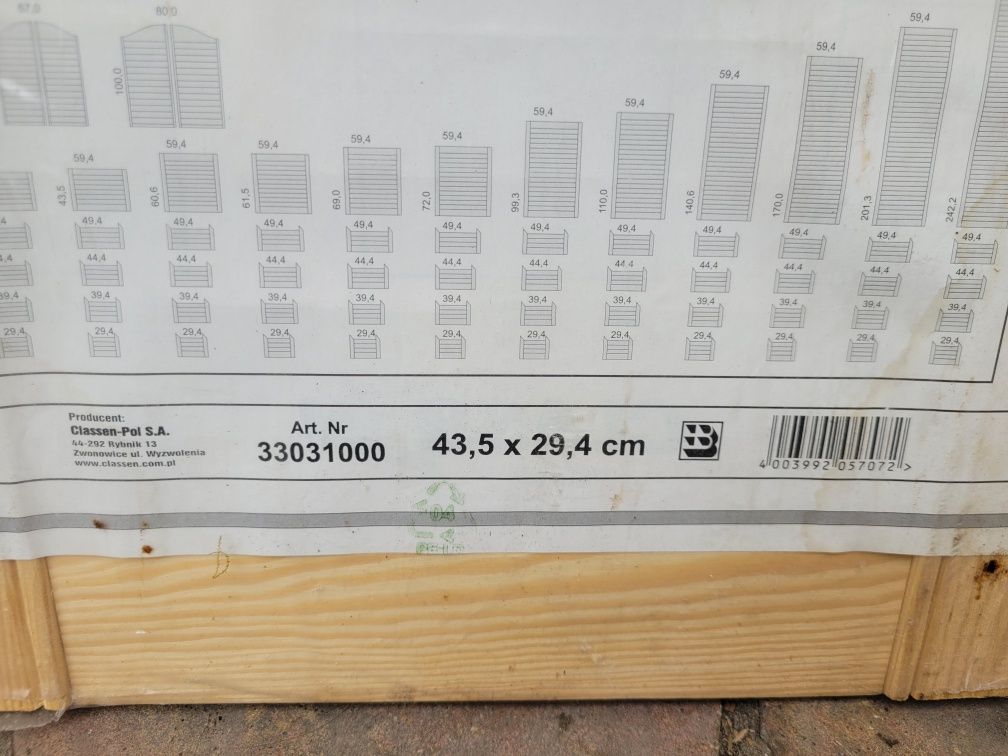 67,0 80,0
100,0
59,4 59,4 59,4 59,4 59,4 59,4 59,4 59,4 59,4 59,4
43,5 60,6 61,5 69,0 72,0 99,3 110,0 140,6 170,0 201,3 242,2
49,4 49,4 49,4 49,4 49,4 49,4 49,4 49,4 49,4 49,4 49,4
44,4 44,4 44,4 44,4 44,4 44,4 44,4 44,4 44,4 44,4 44,4
39,4 39,4 39,4 39,4 39,4 39,4 39,4 39,4 39,4 39,4 39,4 39,4
29,4 29,4 29,4 29,4 29,4 29,4 29,4 29,4 29,4 29,4 29,4 29,4
Producent:
Classen-Pol S.A.
44-292 Rybnik 13
Zwonowice ul. Wyzwolenia
www.classen.com.pl
Art. Nr
33031000
43,5 x 29,4 cm
4 003992 057072 >
04